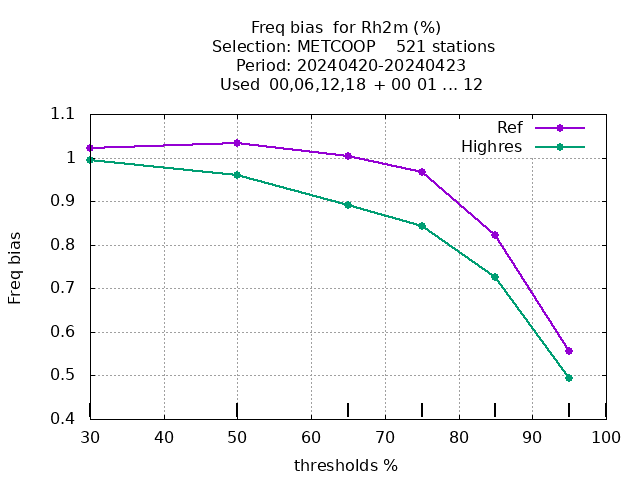 Freq bias  for Rh2m (%)
Selection: METCOOP    521 stations
Period: 20240420-20240423
Used  00,06,12,18  + 00 01 ... 12
Ref
Highres
Freq bias
1.1
1
0.9
0.8
0.7
0.6
0.5
0.4
30 40 50 60 70 80 90 100
thresholds %